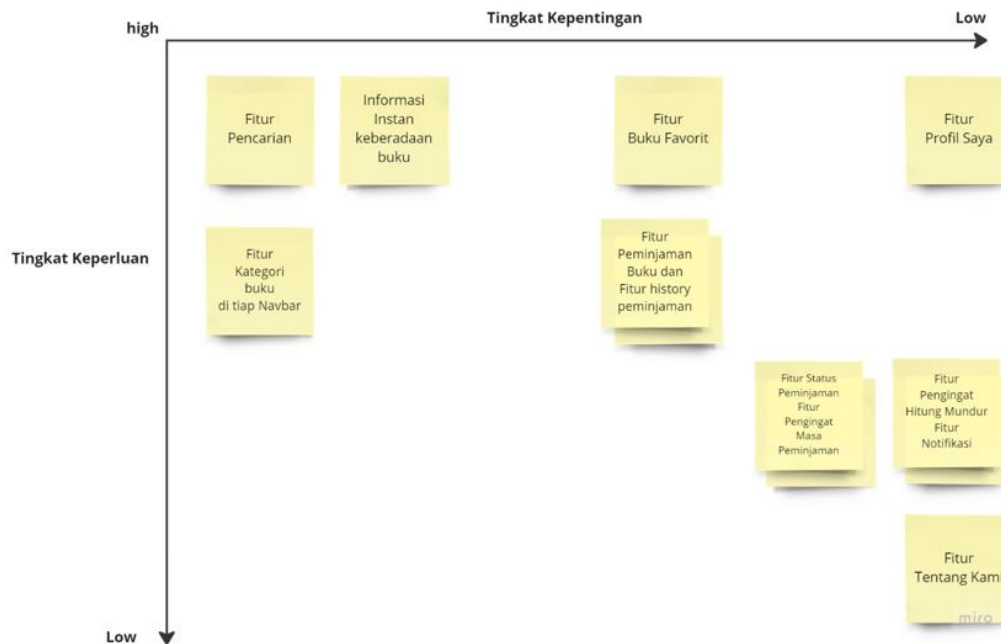 Tingkat Kepentingan
high
Low
Fitur
Pencarian
Informasi
Instan
keberadaan
buku
Fitur
Buku Favorit
Fitur
Profil Saya
Tingkat Keperluan
Fitur
Kategori
buku
di tiap Navbar
Fitur
Peminjaman
Buku dan
Fitur history
peminjaman
Fitur Status
Peminjaman
Fitur
Pengingat
Masa
Peminjaman
Fitur
Pengingat
Hitung Mundur
Fitur
Notifikasi
Fitur
Tentang Kami
miro
Low